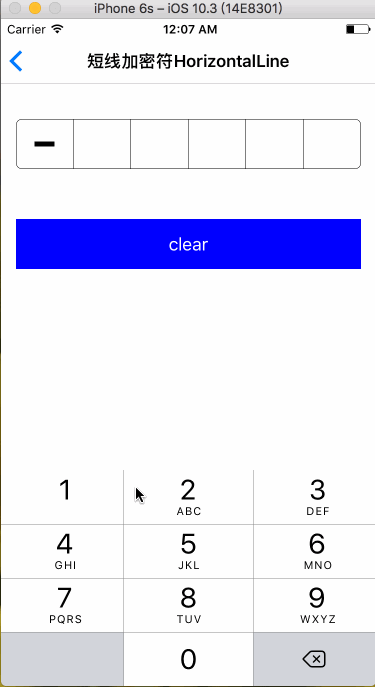 iPhone 6s – iOS 10.3 (14E8301)
Carrier 12:07 AM
短线加密符HorizontalLine
clear
1 2 3
ABC DEF
4 5 6
GHI JKL MNO
7 8 9
PQRS TUV WXYZ
0